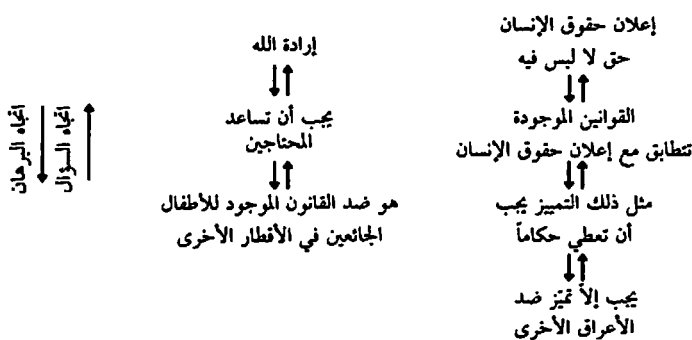 إعلان حقوق الإنسان
حق لا لبس فيه
القوانين الموجودة
تتطابق مع إعلان حقوق الإنسان
مثل ذلك التمييز يجب
أن تعطي حكاماً
يجب إلاّ تميّز ضد
الأعراق الأخرى
إرادة الله
يجب أن تساعد
المحتاجين
هو ضد القانون الموجود للأطفال
الجائعين في الأقطار الأخرى
اتجاه السؤال
اتجاه البرهان